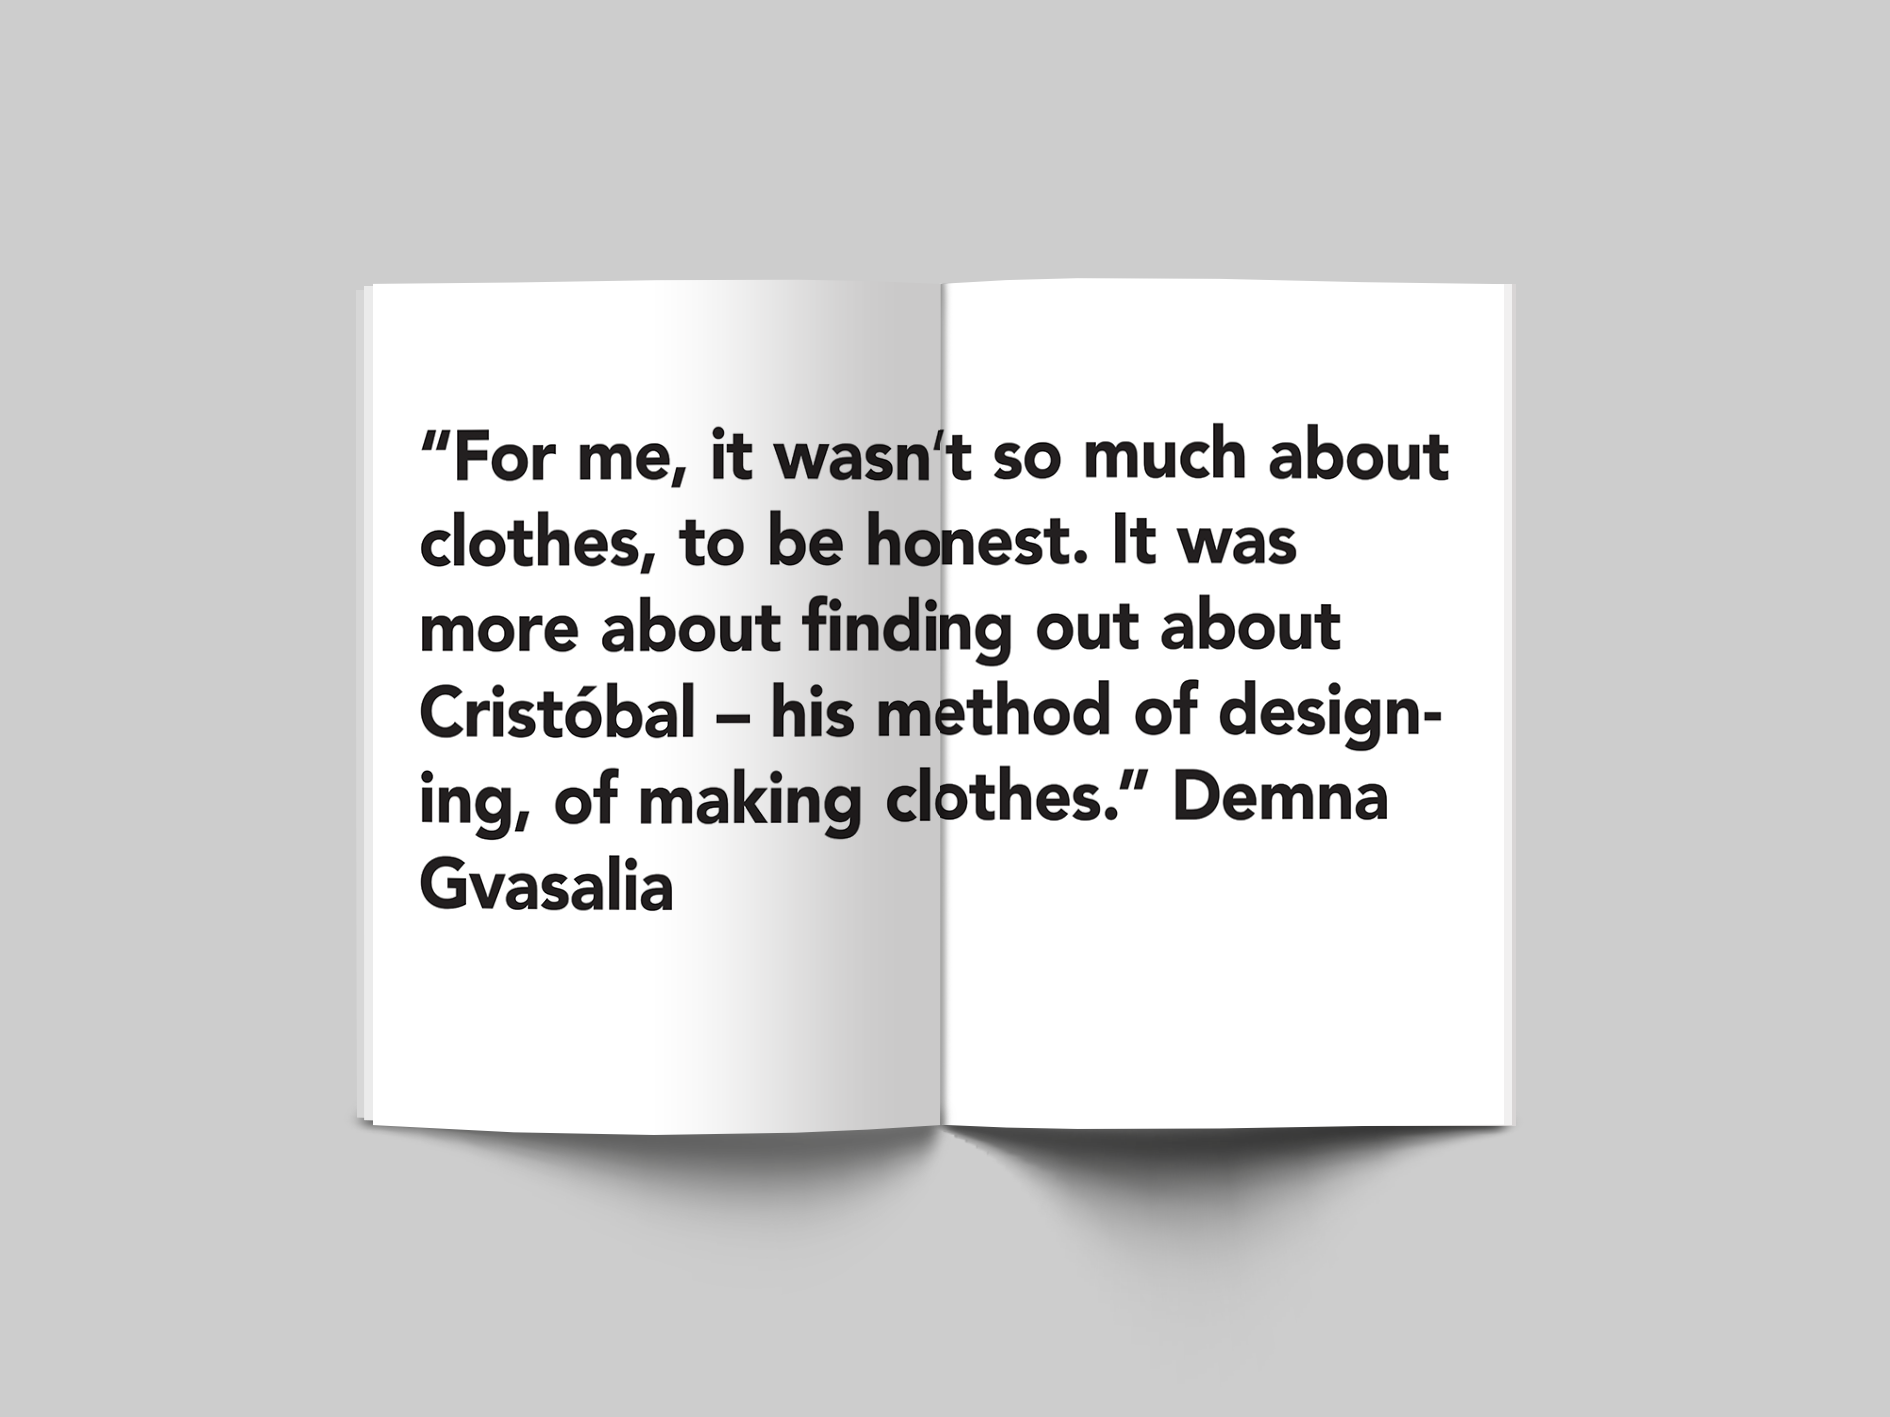 “For me, it wasn’t so much about
clothes, to be honest. It was
more about finding out about
Cristóbal – his method of design-
ing, of making clothes.” Demna
Gvasalia